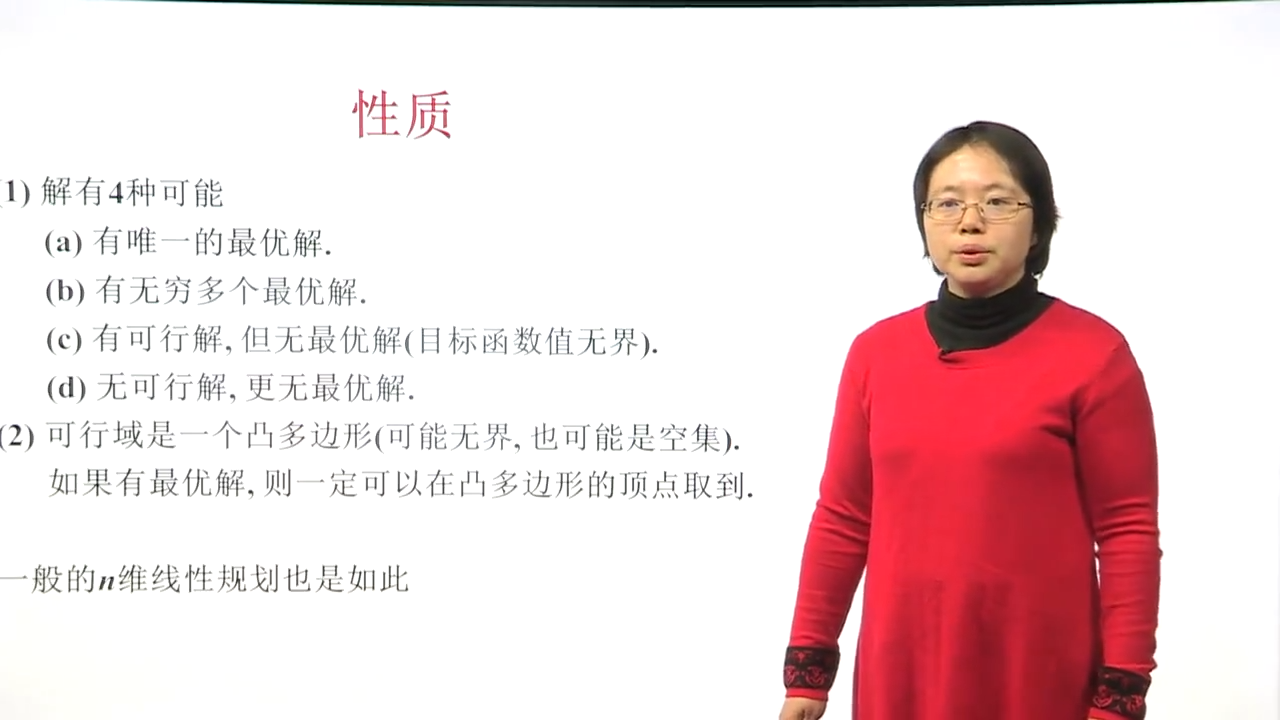 性质
(1) 解有4种可能
(a) 有唯一的最优解.
(b) 有无穷多个最优解.
(c) 有可行解, 但无最优解(目标函数值无界).
(d) 无可行解, 更无最优解.
(2) 可行域是一个凸多边形(可能无界, 也可能是空集).
如果有最优解, 则一定可以在凸多边形的顶点取到.
一般的n维线性规划也是如此